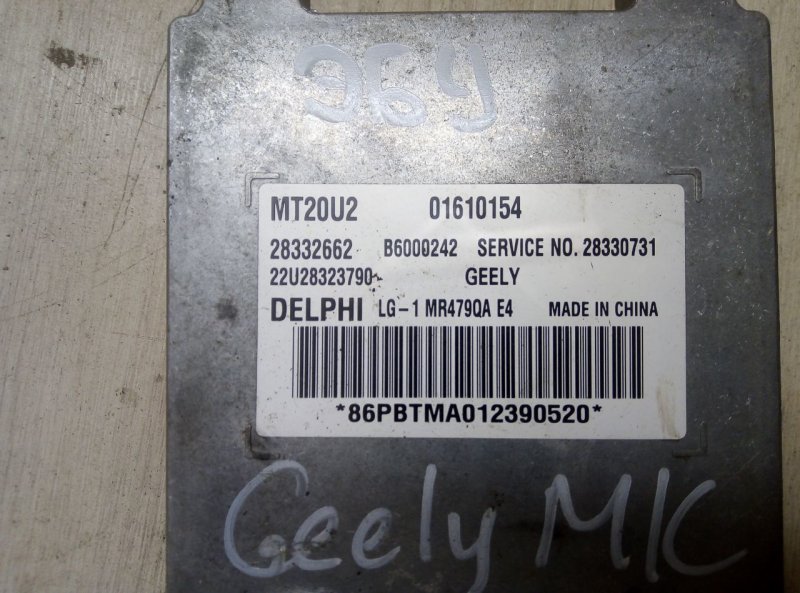 ЭБУ
MT20U2 01610154
28332662 B6000242 SERVICE NO. 28330731
22U28323790- GEELY
DELPHI LG-1 MR479QA E4 MADE IN CHINA
*86PBTMA012390520*
Geely MK